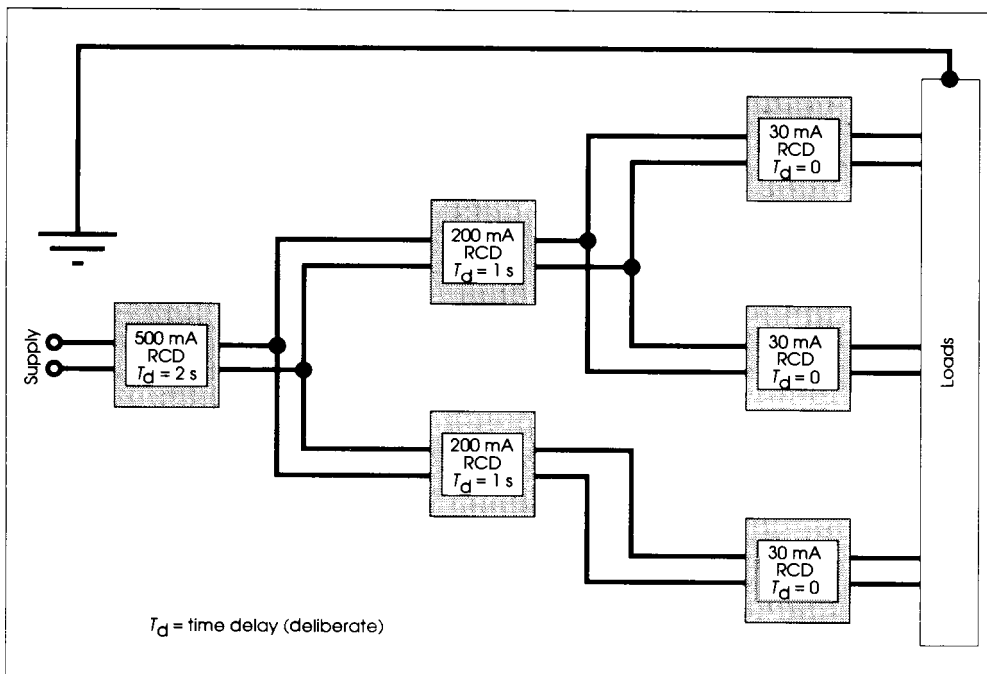 30 mA
RCD
Td = 0
200 mA
RCD
Td = 1 s
Supply
500 mA
RCD
Td = 2 s
30 mA
RCD
Td = 0
Loads
200 mA
RCD
Td = 1 s
30 mA
RCD
Td = 0
Td = time delay (deliberate)